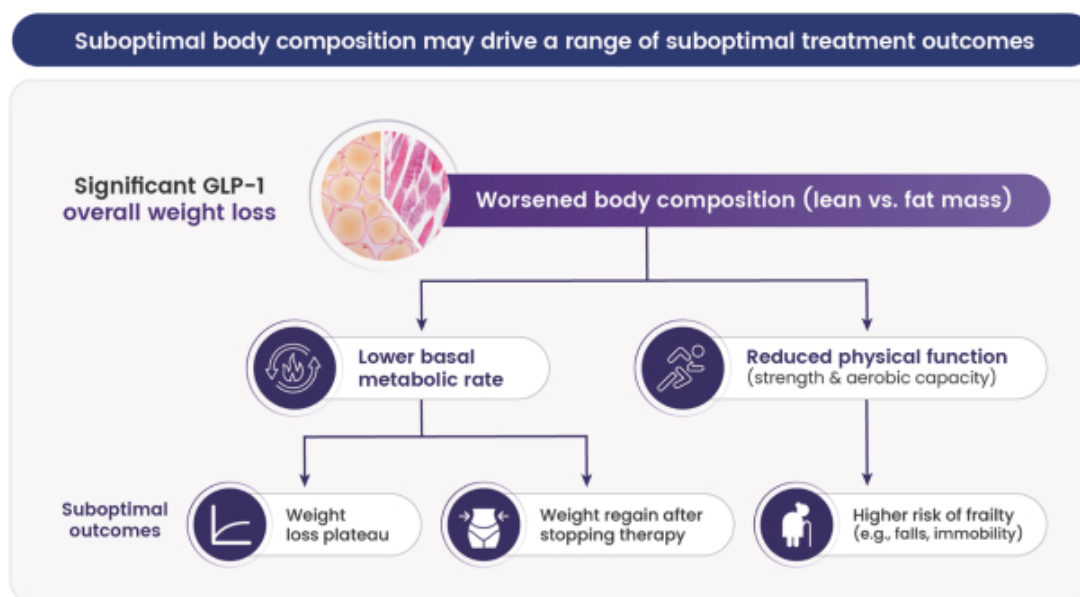 Suboptimal body composition may drive a range of suboptimal treatment outcomes
Significant GLP-1
overall weight loss
Worsened body composition (lean vs. fat mass)
Lower basal
metabolic rate
Reduced physical function
(strength & aerobic capacity)
Suboptimal
outcomes
Weight
loss plateau
Weight regain after
stopping therapy
Higher risk of frailty
(e.g., falls, immobility)